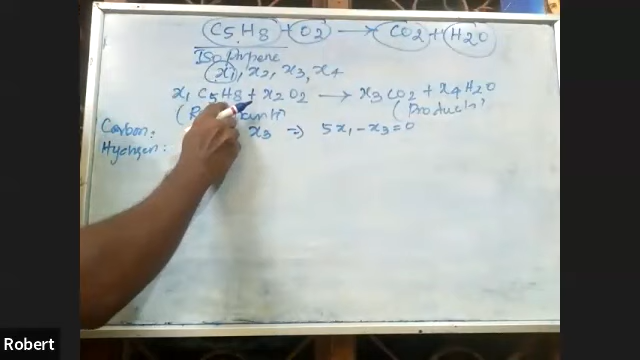 C5H8 + O2 → CO2 + H2O
Isoprene
x1, x2, x3, x4
x1 C5H8 + x2 O2 → x3 CO2 + x4 H2O
(Products)
Carbon: x3 ⇒ 5x1 - x3 = 0
Hydrogen:
Robert